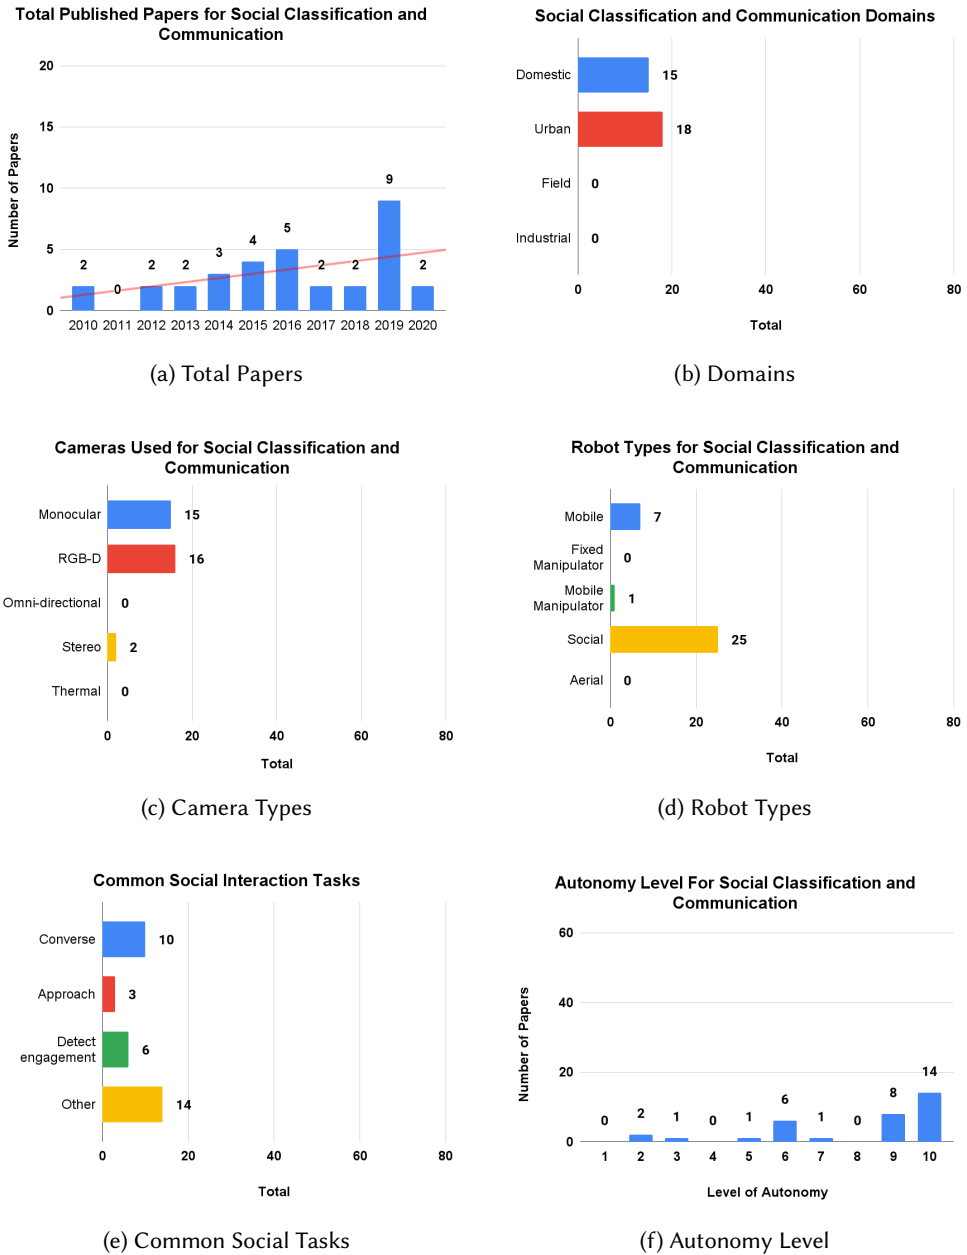 Total Published Papers for Social Classification and
Communication
Number of Papers
20
15
10
5
0
2
0
2
2
3
4
5
2
2
9
2
2010 2011 2012 2013 2014 2015 2016 2017 2018 2019 2020
(a) Total Papers
Social Classification and Communication Domains
Domestic 15
Urban 18
Field 0
Industrial 0
0 20 40 60 80
Total
(b) Domains
Cameras Used for Social Classification and
Communication
Monocular 15
RGB-D 16
Omni-directional 0
Stereo 2
Thermal 0
0 20 40 60 80
Total
(c) Camera Types
Robot Types for Social Classification and
Communication
Mobile 7
Fixed
Manipulator 0
Mobile
Manipulator 1
Social 25
Aerial 0
0 20 40 60 80
Total
(d) Robot Types
Common Social Interaction Tasks
Converse 10
Approach 3
Detect
engagement 6
Other 14
0 20 40 60 80
Total
(e) Common Social Tasks
Autonomy Level For Social Classification and
Communication
Number of Papers
60
40
20
0
0
2
1
0
1
6
1
0
8
14
1 2 3 4 5 6 7 8 9 10
Level of Autonomy
(f) Autonomy Level